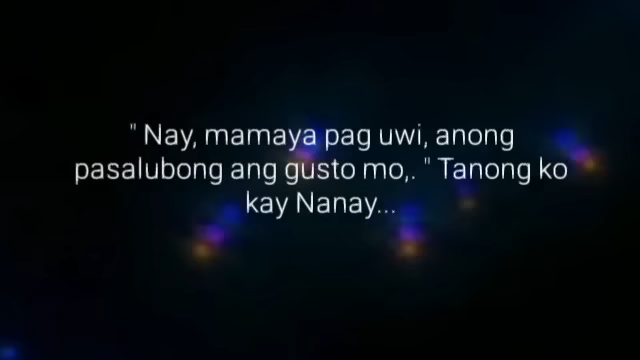 " Nay, mamaya pag uwi, anong
pasalubong ang gusto mo,. " Tanong ko
kay Nanay...